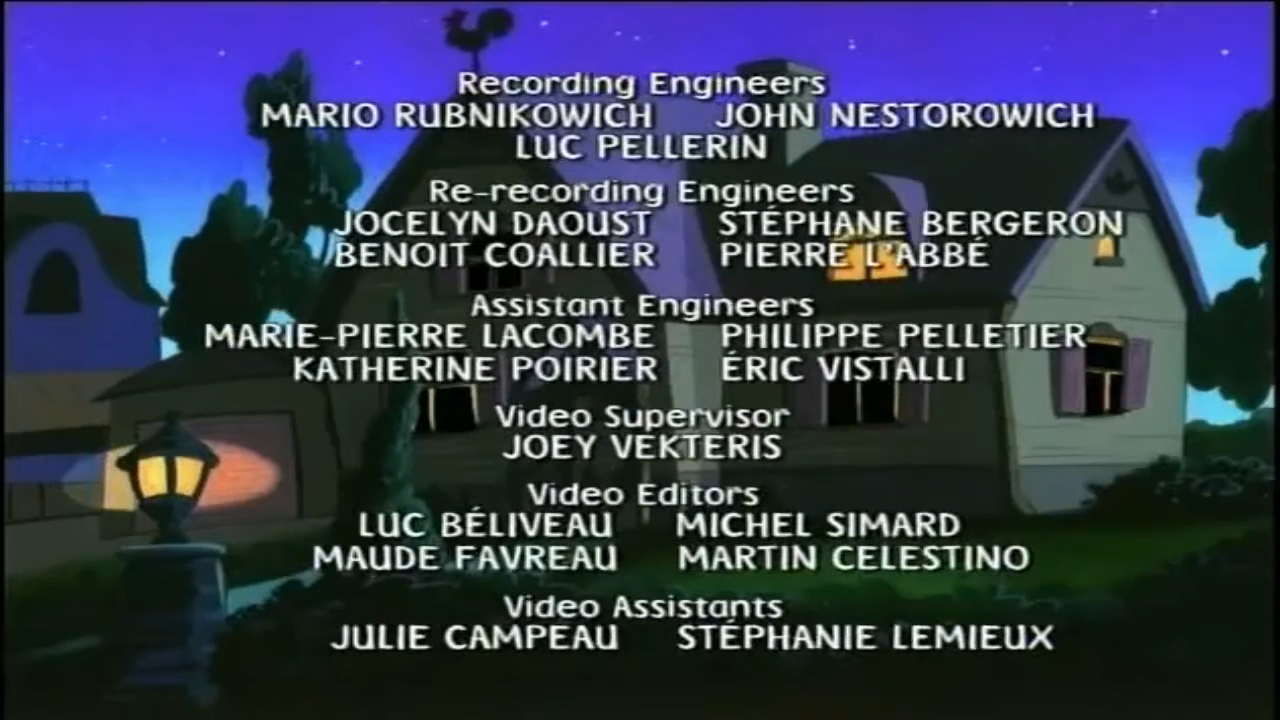 Recording Engineers
MARIO RUBNIKOWICH JOHN NESTOROWICH
LUC PELLERIN
Re-recording Engineers
JOCELYN DAOUST STÉPHANE BERGERON
BENOIT COALLIER PIERRE L'ABBÉ
Assistant Engineers
MARIE-PIERRE LACOMBE PHILIPPE PELLETIER
KATHERINE POIRIER ÉRIC VISTALLI
Video Supervisor
JOEY VEKTERIS
Video Editors
LUC BÉLIVEAU MICHEL SIMARD
MAUDE FAVREAU MARTIN CELESTINO
Video Assistants
JULIE CAMPEAU STÉPHANIE LEMIEUX